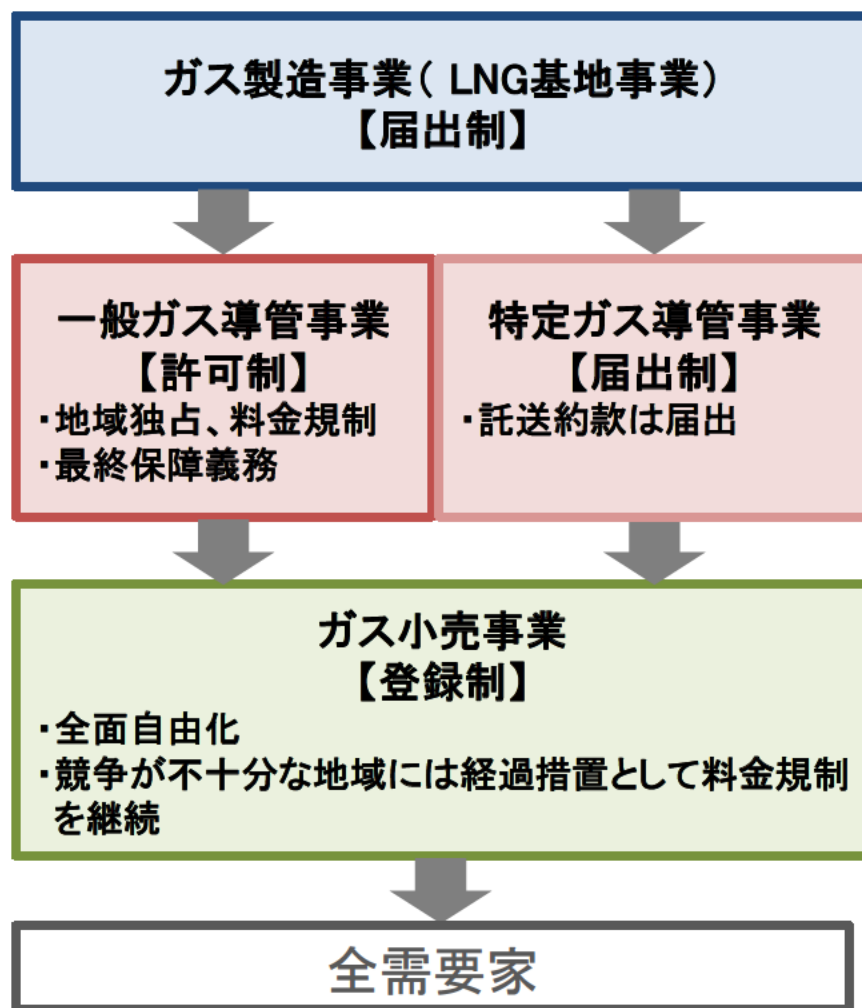 ガス製造事業( LNG基地事業)
【届出制】
一般ガス導管事業
【許可制】
・地域独占、料金規制
・最終保障義務
特定ガス導管事業
【届出制】
・託送約款は届出
ガス小売事業
【登録制】
・全面自由化
・競争が不十分な地域には経過措置として料金規制
を継続
全需要家